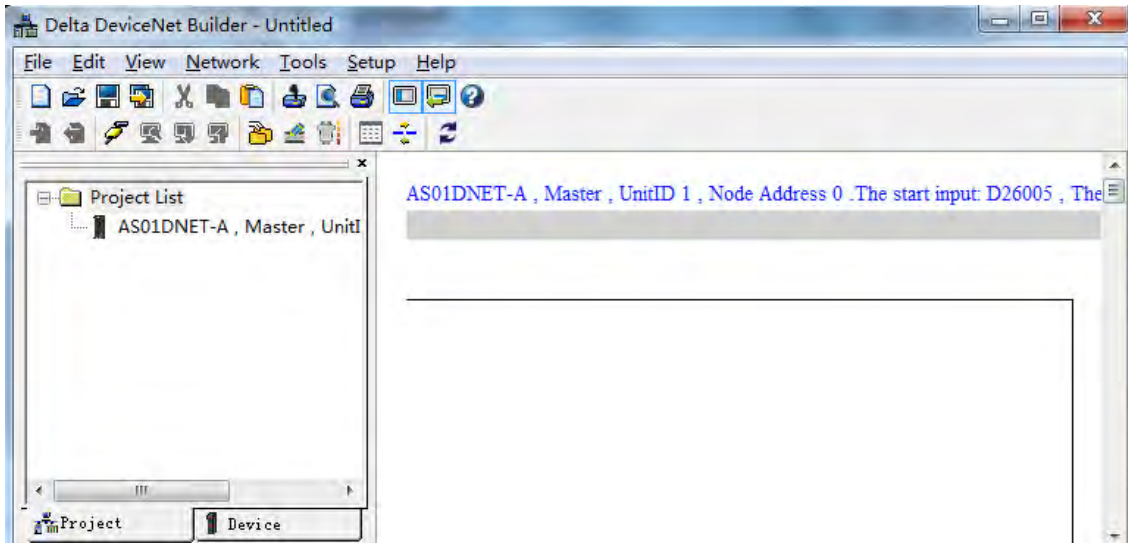 Delta DeviceNet Builder - Untitled
File Edit View Network Tools Setup Help
Project List
AS01DNET-A , Master , UnitI
AS01DNET-A , Master , UnitID 1 , Node Address 0 .The start input: D26005 , The
Project Device